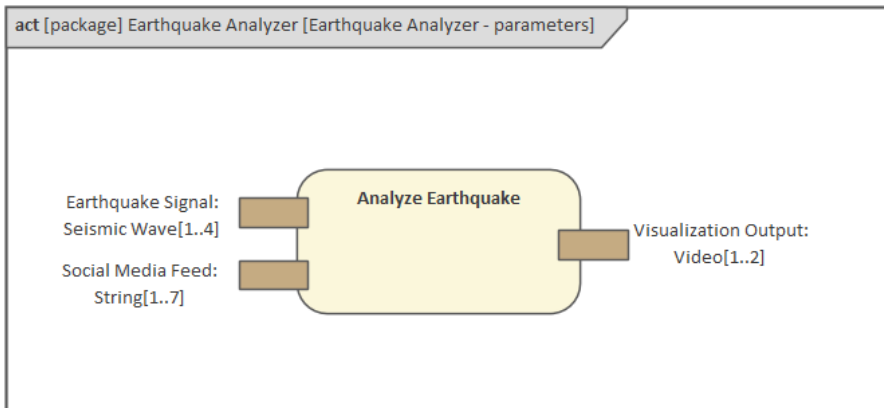 act [package] Earthquake Analyzer [Earthquake Analyzer - parameters]
Analyze Earthquake
Earthquake Signal:
Seismic Wave[1..4]
Social Media Feed:
String[1..7]
Visualization Output:
Video[1..2]